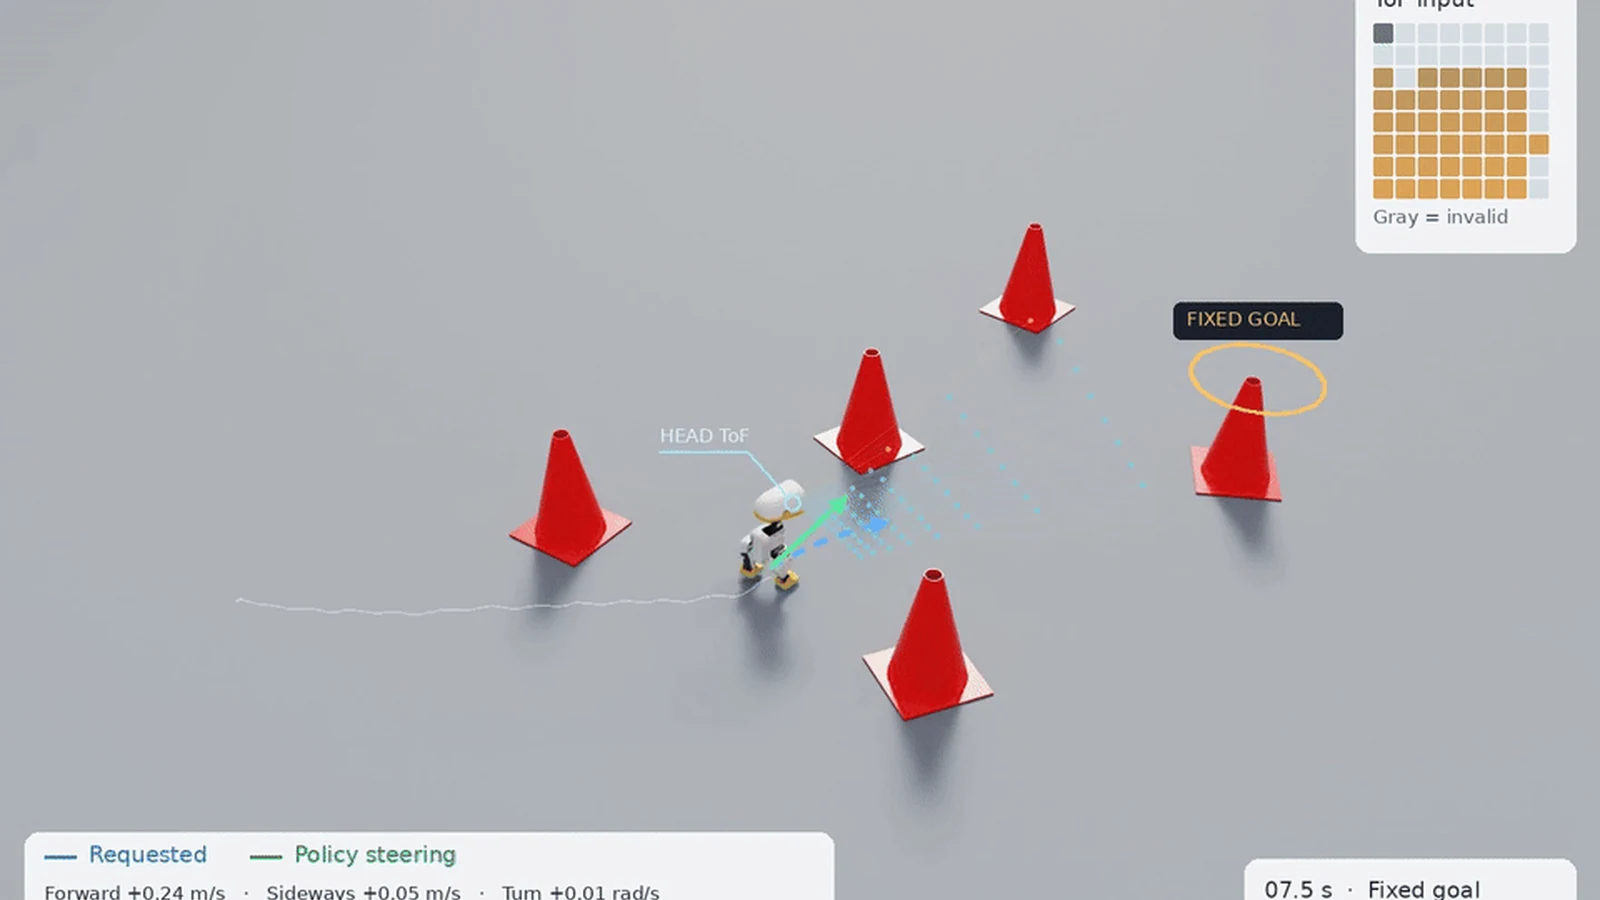 ToF input
Gray = invalid
FIXED GOAL
HEAD ToF
Requested
Policy steering
Forward +0.24 m/s · Sideways +0.05 m/s · Turn +0.01 rad/s
07.5 s · Fixed goal